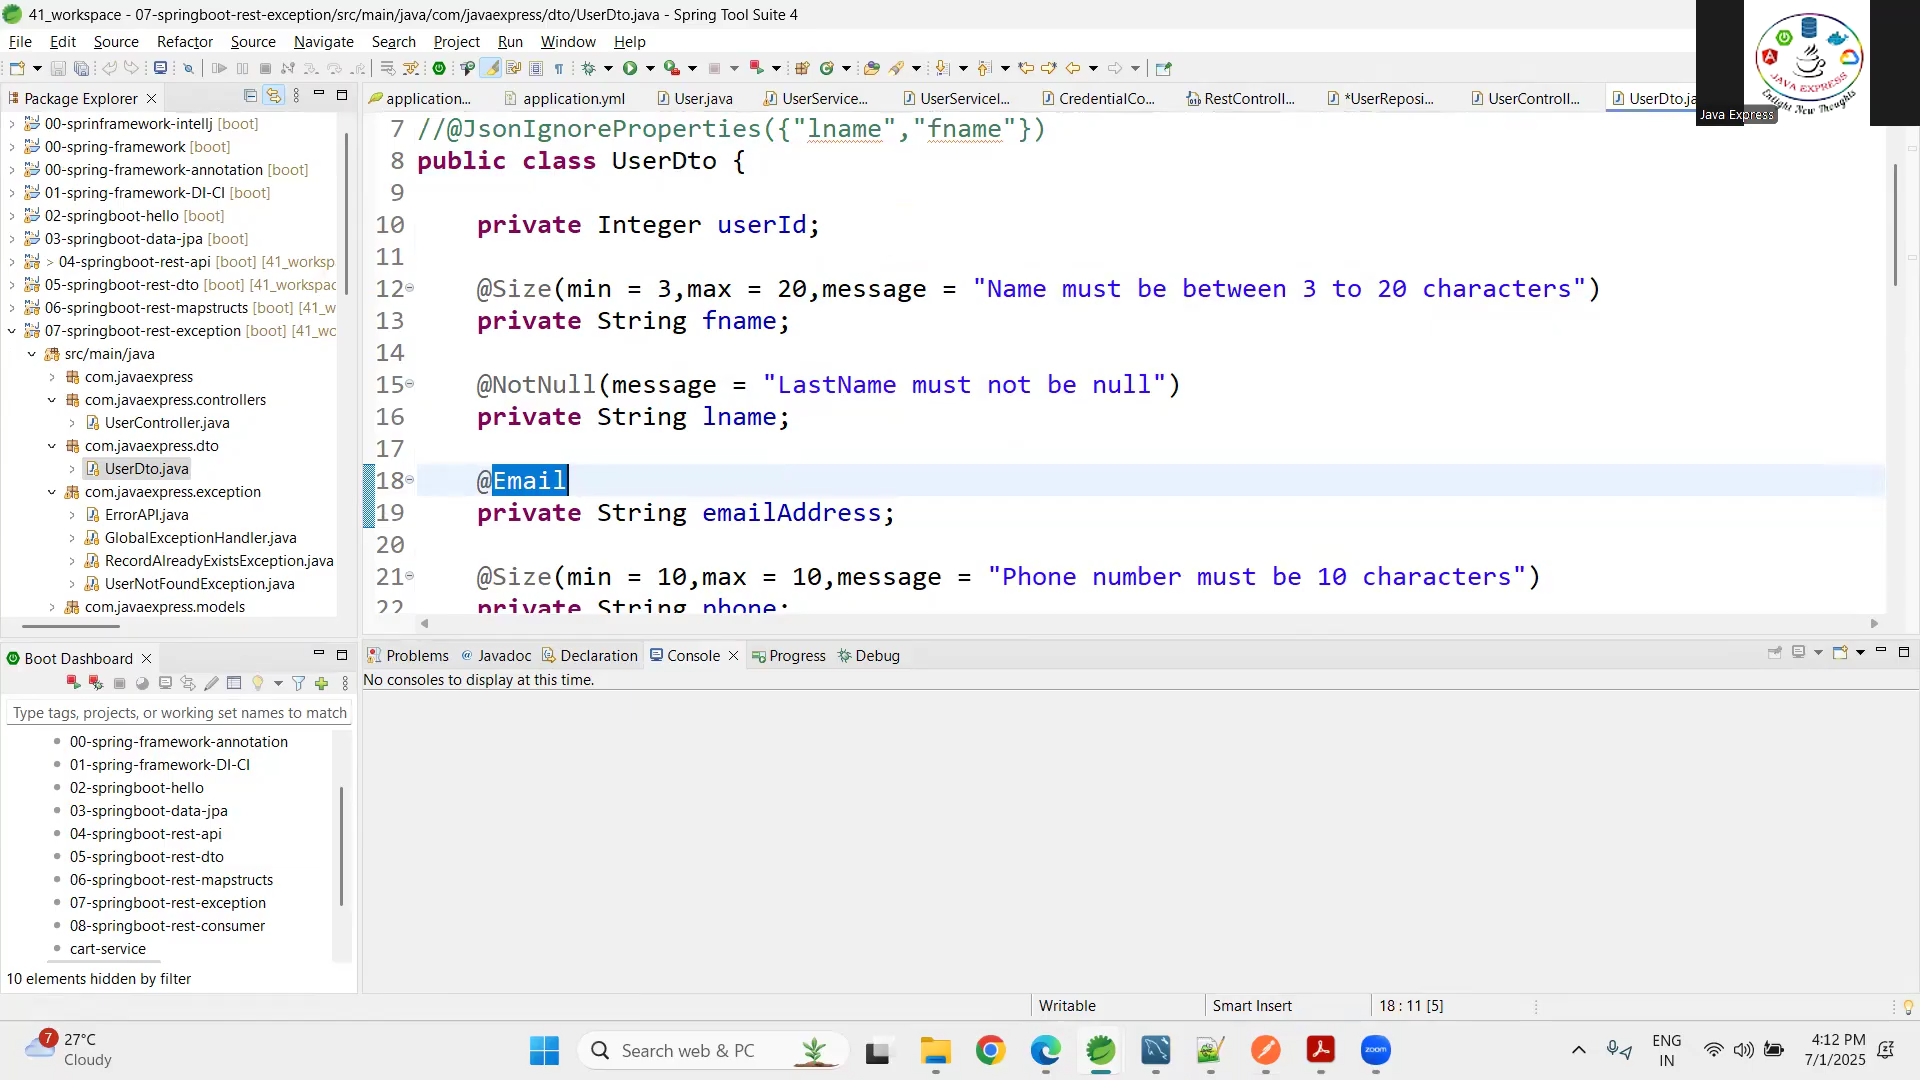 41_workspace - 07-springboot-rest-exception/src/main/java/com/javaexpress/dto/UserDto.java - Spring Tool Suite 4
File Edit Source Refactor Source Navigate Search Project Run Window Help
JAVA EXPRESS
Enlight New Thoughts
Java Express
Package Explorer
application... application.yml User.java UserService... UserServiceI... CredentialCo... RestControll... *UserReposi... UserControll... UserDto.ja
00-sprinframework-intellj [boot]
00-spring-framework [boot]
00-spring-framework-annotation [boot]
01-spring-framework-DI-CI [boot]
02-springboot-hello [boot]
03-springboot-data-jpa [boot]
> 04-springboot-rest-api [boot] [41_worksp
05-springboot-rest-dto [boot] [41_workspac
06-springboot-rest-mapstructs [boot] [41_w
07-springboot-rest-exception [boot] [41_wc
src/main/java
com.javaexpress
com.javaexpress.controllers
UserController.java
com.javaexpress.dto
UserDto.java
com.javaexpress.exception
ErrorAPI.java
GlobalExceptionHandler.java
RecordAlreadyExistsException.java
UserNotFoundException.java
com.javaexpress.models
7 //@JsonIgnoreProperties({"lname","fname"})
8 public class UserDto {
9
10 private Integer userId;
11
12 @Size(min = 3,max = 20,message = "Name must be between 3 to 20 characters")
13 private String fname;
14
15 @NotNull(message = "LastName must not be null")
16 private String lname;
17
18 @Email
19 private String emailAddress;
20
21 @Size(min = 10,max = 10,message = "Phone number must be 10 characters")
22 private String phone;
Boot Dashboard
Type tags, projects, or working set names to match
00-spring-framework-annotation
01-spring-framework-DI-CI
02-springboot-hello
03-springboot-data-jpa
04-springboot-rest-api
05-springboot-rest-dto
06-springboot-rest-mapstructs
07-springboot-rest-exception
08-springboot-rest-consumer
cart-service
10 elements hidden by filter
Problems Javadoc Declaration Console Progress Debug
No consoles to display at this time.
Writable Smart Insert 18 : 11 [5]
7
27°C
Cloudy
Search web & PC
zoom
ENG
IN
4:12 PM
7/1/2025